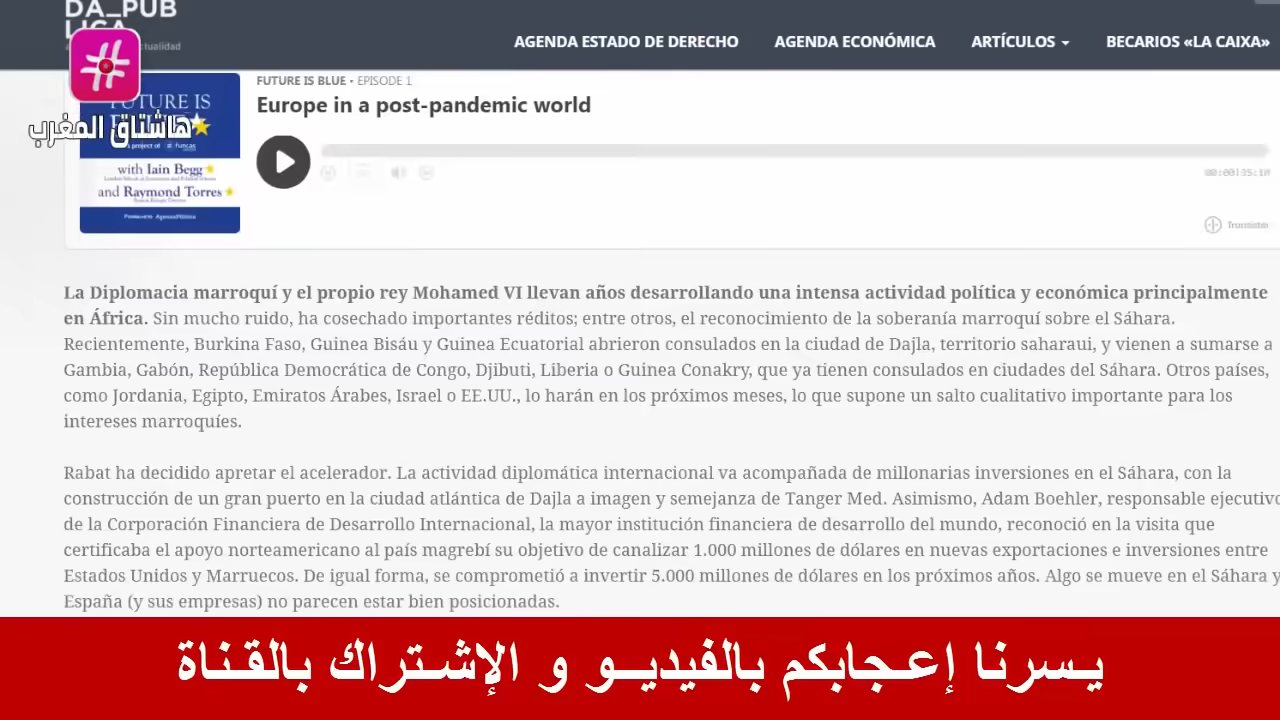 DA_PUB
LICA
ctualidad
AGENDA ESTADO DE DERECHO
AGENDA ECONÓMICA
ARTÍCULOS
BECARIOS «LA CAIXA»
هاشتاق المغرب
FUTURE IS
a project of funcas
with Iain Begg
and Raymond Torres
FUTURE IS BLUE • EPISODE 1
Europe in a post-pandemic world
La Diplomacia marroquí y el propio rey Mohamed VI llevan años desarrollando una intensa actividad política y económica principalmente
en África. Sin mucho ruido, ha cosechado importantes réditos; entre otros, el reconocimiento de la soberanía marroquí sobre el Sáhara.
Recientemente, Burkina Faso, Guinea Bisáu y Guinea Ecuatorial abrieron consulados en la ciudad de Dajla, territorio saharaui, y vienen a sumarse a
Gambia, Gabón, República Democrática de Congo, Djibuti, Liberia o Guinea Conakry, que ya tienen consulados en ciudades del Sáhara. Otros países,
como Jordania, Egipto, Emiratos Árabes, Israel o EE.UU., lo harán en los próximos meses, lo que supone un salto cualitativo importante para los
intereses marroquíes.
Rabat ha decidido apretar el acelerador. La actividad diplomática internacional va acompañada de millonarias inversiones en el Sáhara, con la
construcción de un gran puerto en la ciudad atlántica de Dajla a imagen y semejanza de Tanger Med. Asimismo, Adam Boehler, responsable ejecutivo
de la Corporación Financiera de Desarrollo Internacional, la mayor institución financiera de desarrollo del mundo, reconoció en la visita que
certificaba el apoyo norteamericano al país magrebí su objetivo de canalizar 1.000 millones de dólares en nuevas exportaciones e inversiones entre
Estados Unidos y Marruecos. De igual forma, se comprometió a invertir 5.000 millones de dólares en los próximos años. Algo se mueve en el Sáhara y
España (y sus empresas) no parecen estar bien posicionadas.
يسرنا إعجابكم بالفيديو و الإشتراك بالقناة